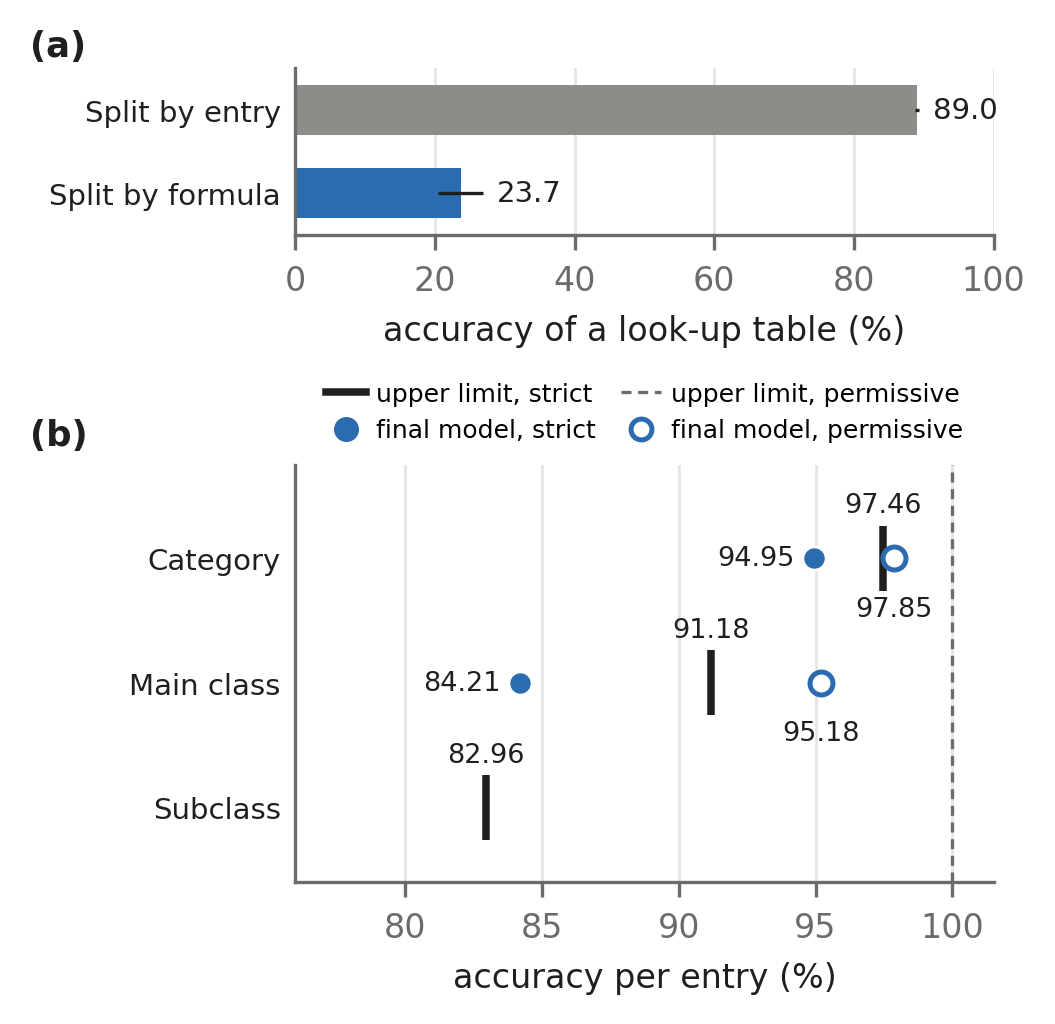 (a)
Split by entry
89.0
Split by formula
23.7
0 20 40 60 80 100
accuracy of a look-up table (%)
upper limit, strict
upper limit, permissive
final model, strict
final model, permissive
(b)
97.46
Category
94.95
97.85
91.18
Main class
84.21
95.18
82.96
Subclass
80 85 90 95 100
accuracy per entry (%)